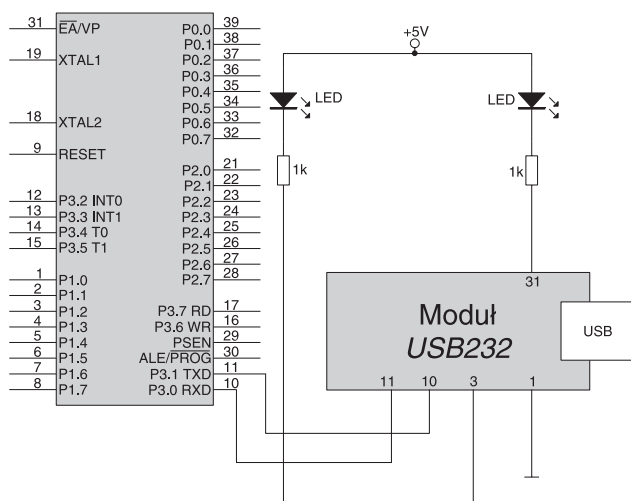 31 EA/VP P0.0 39
P0.1 38
19 XTAL1 P0.2 37
P0.3 36
P0.4 35
P0.5 34
18 XTAL2 P0.6 33
P0.7 32
9 RESET
P2.0 21
P2.1 22
12 P3.2 INT0 P2.2 23
13 P3.3 INT1 P2.3 24
14 P3.4 T0 P2.4 25
15 P3.5 T1 P2.5 26
P2.6 27
1 P1.0 P2.7 28
2 P1.1
3 P1.2 P3.7 RD 17
4 P1.3 P3.6 WR 16
5 P1.4 PSEN 29
6 P1.5 ALE/PROG 30
7 P1.6 P3.1 TXD 11
8 P1.7 P3.0 RXD 10
+5V
LED LED
1k 1k
31
Moduł
USB232
USB
11 10 3 1